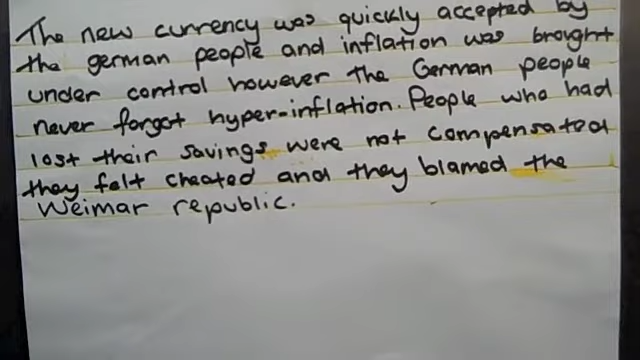 The new currency was quickly accepted by
the german people and inflation was brought
under control however the German people
never forgot hyper-inflation. People who had
lost their savings were not compensated
they felt cheated and they blamed the
Weimar republic.